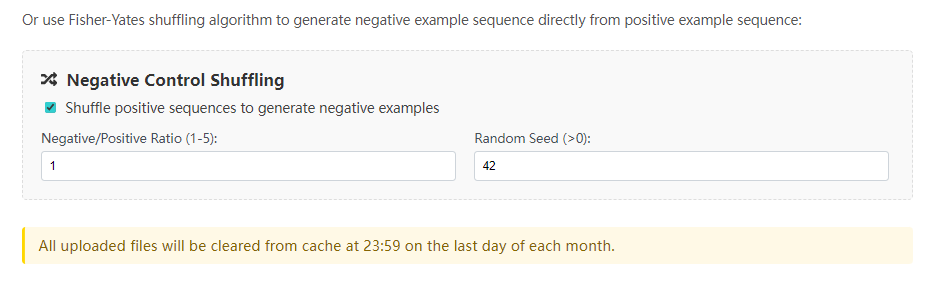 Or use Fisher-Yates shuffling algorithm to generate negative example sequence directly from positive example sequence:
Negative Control Shuffling
Shuffle positive sequences to generate negative examples
Negative/Positive Ratio (1-5):
Random Seed (>0):
1
42
All uploaded files will be cleared from cache at 23:59 on the last day of each month.